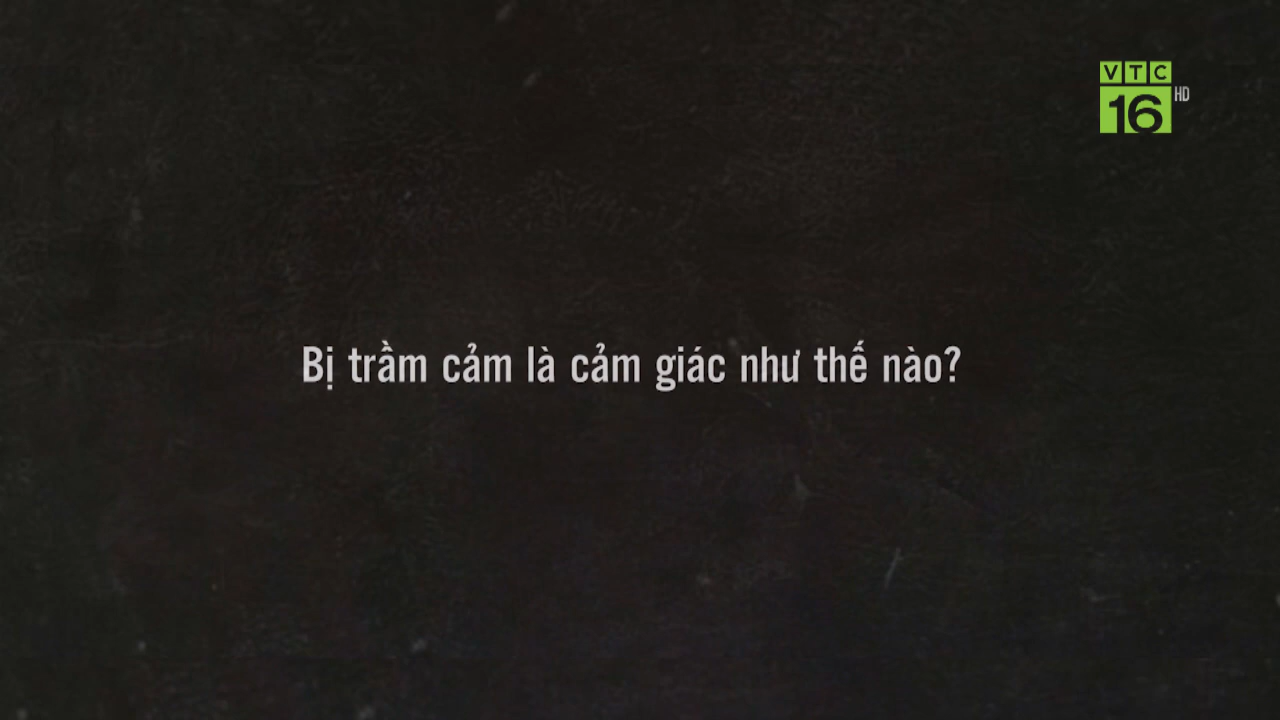 VTC
16 HD
Bị trầm cảm là cảm giác như thế nào?